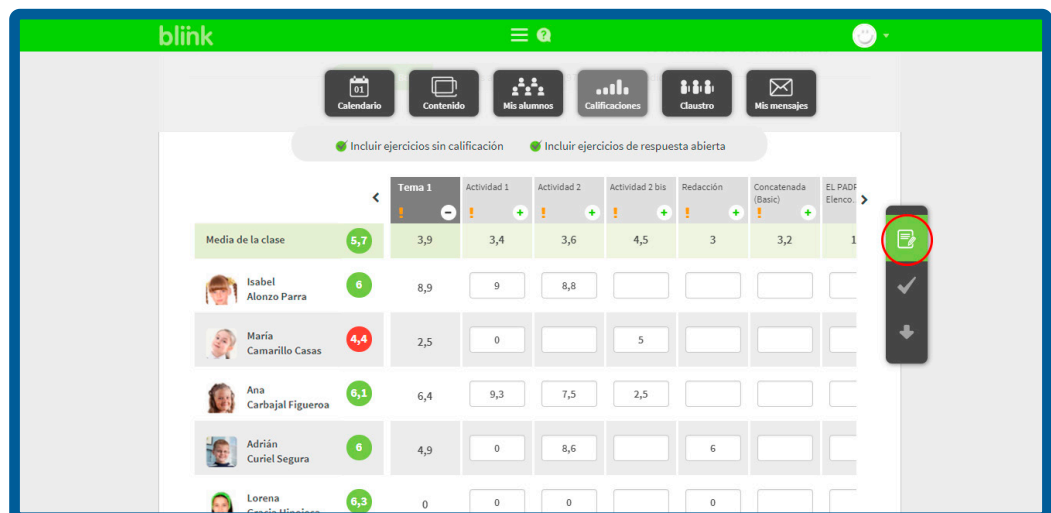 blink
01
Calendario
Contenido
Mis alumnos
Calificaciones
Claustro
Mis mensajes
Incluir ejercicios sin calificación
Incluir ejercicios de respuesta abierta
Tema 1
Actividad 1
Actividad 2
Actividad 2 bis
Redacción
Concatenada
(Basic)
EL PADR
Elenco.
Media de la clase 5,7 3,9 3,4 3,6 4,5 3 3,2 1
Isabel
Alonzo Parra
6 8,9 9 8,8
María
Camarillo Casas
4,4 2,5 0 5
Ana
Carbajal Figueroa
6,1 6,4 9,3 7,5 2,5
Adrián
Curiel Segura
6 4,9 0 8,6 6
Lorena
6,3 0 0 0 0